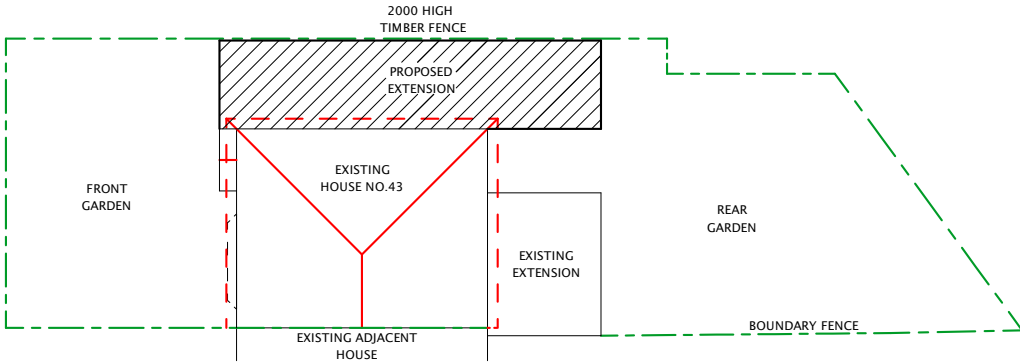 2000 HIGH
TIMBER FENCE
PROPOSED
EXTENSION
EXISTING
HOUSE NO.43
FRONT
GARDEN
REAR
GARDEN
EXISTING
EXTENSION
BOUNDARY FENCE
EXISTING ADJACENT
HOUSE